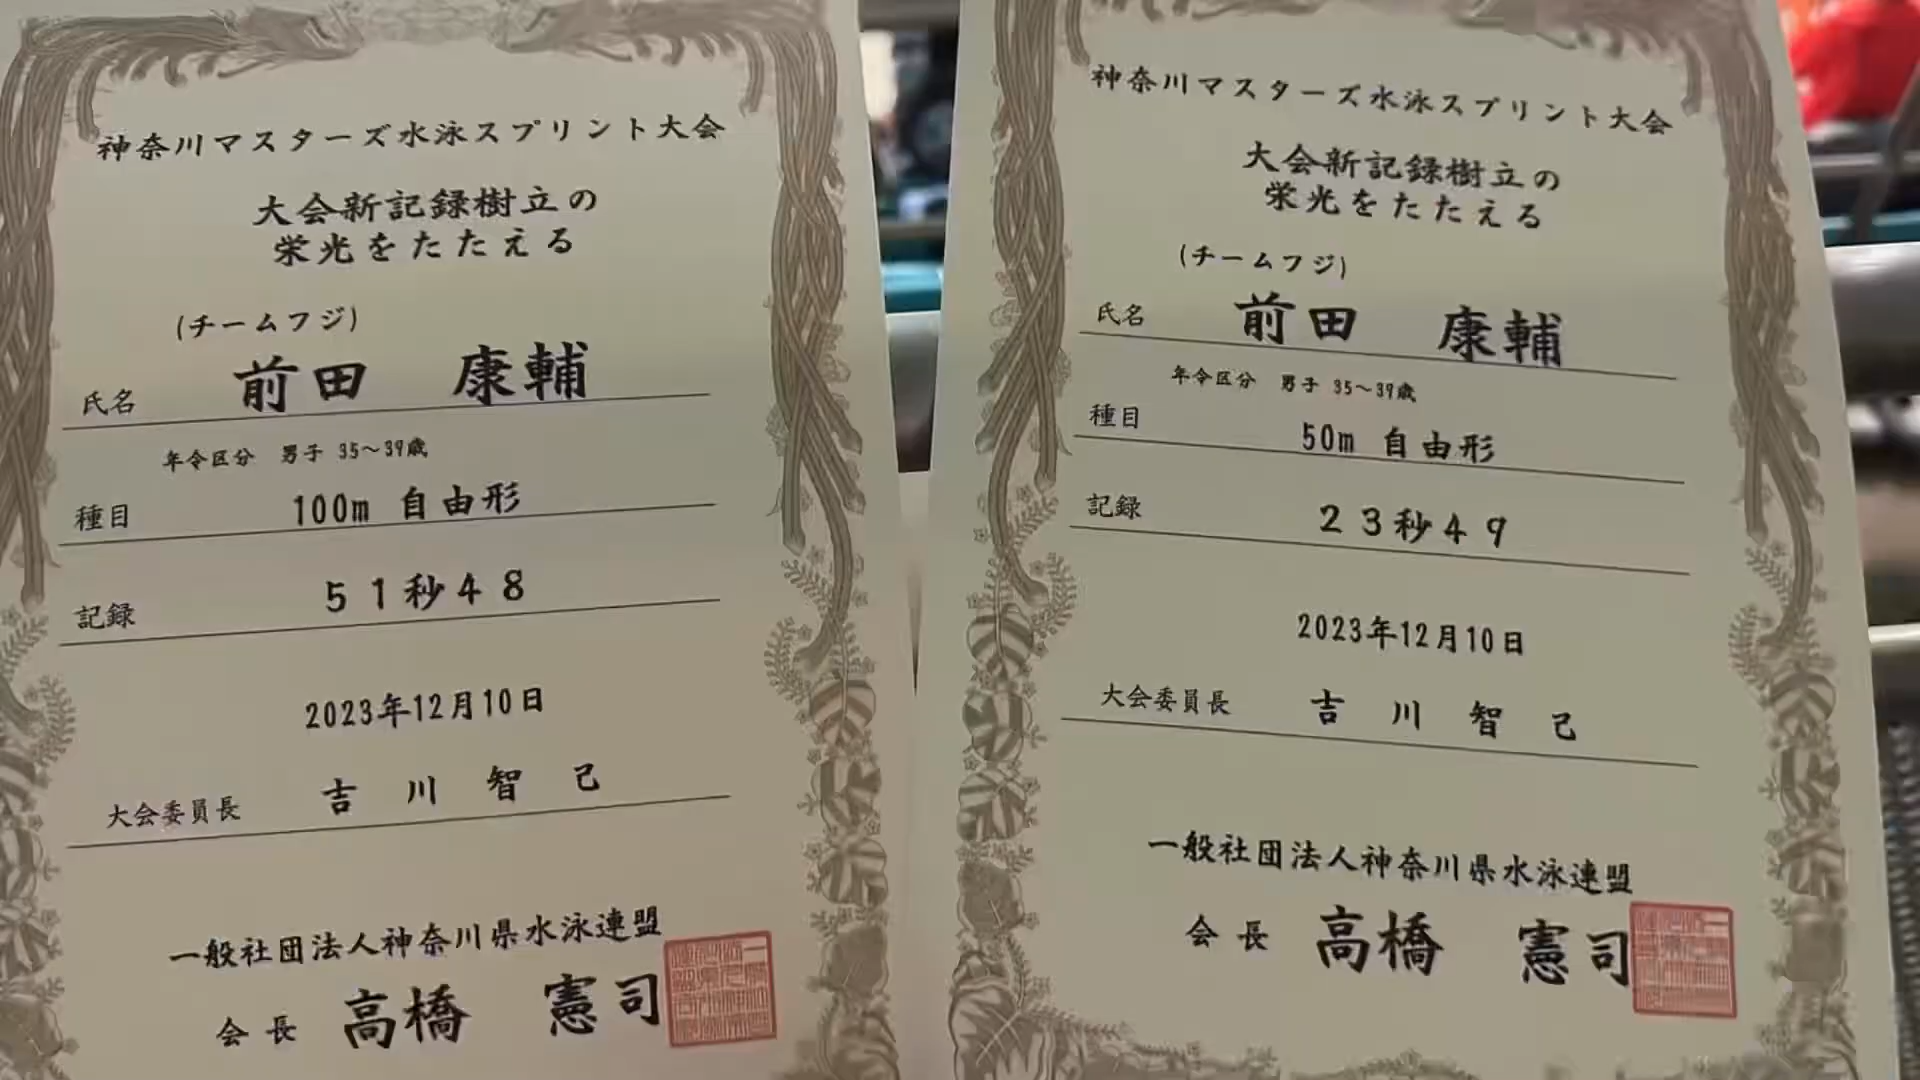 神奈川マスターズ水泳スプリント大会
大会新記録樹立の
栄光をたたえる
(チームフジ)
氏名 前田 康輔
年令区分 男子 35〜39歳
種目 100m 自由形
記録 51秒48
2023年12月10日
大会委員長 吉川智己
一般社団法人神奈川県水泳連盟
会長 高橋 憲司
神奈川マスターズ水泳スプリント大会
大会新記録樹立の
栄光をたたえる
(チームフジ)
氏名 前田 康輔
年令区分 男子 35〜39歳
種目 50m 自由形
記録 23秒49
2023年12月10日
大会委員長 吉川智己
一般社団法人神奈川県水泳連盟
会長 高橋 憲司